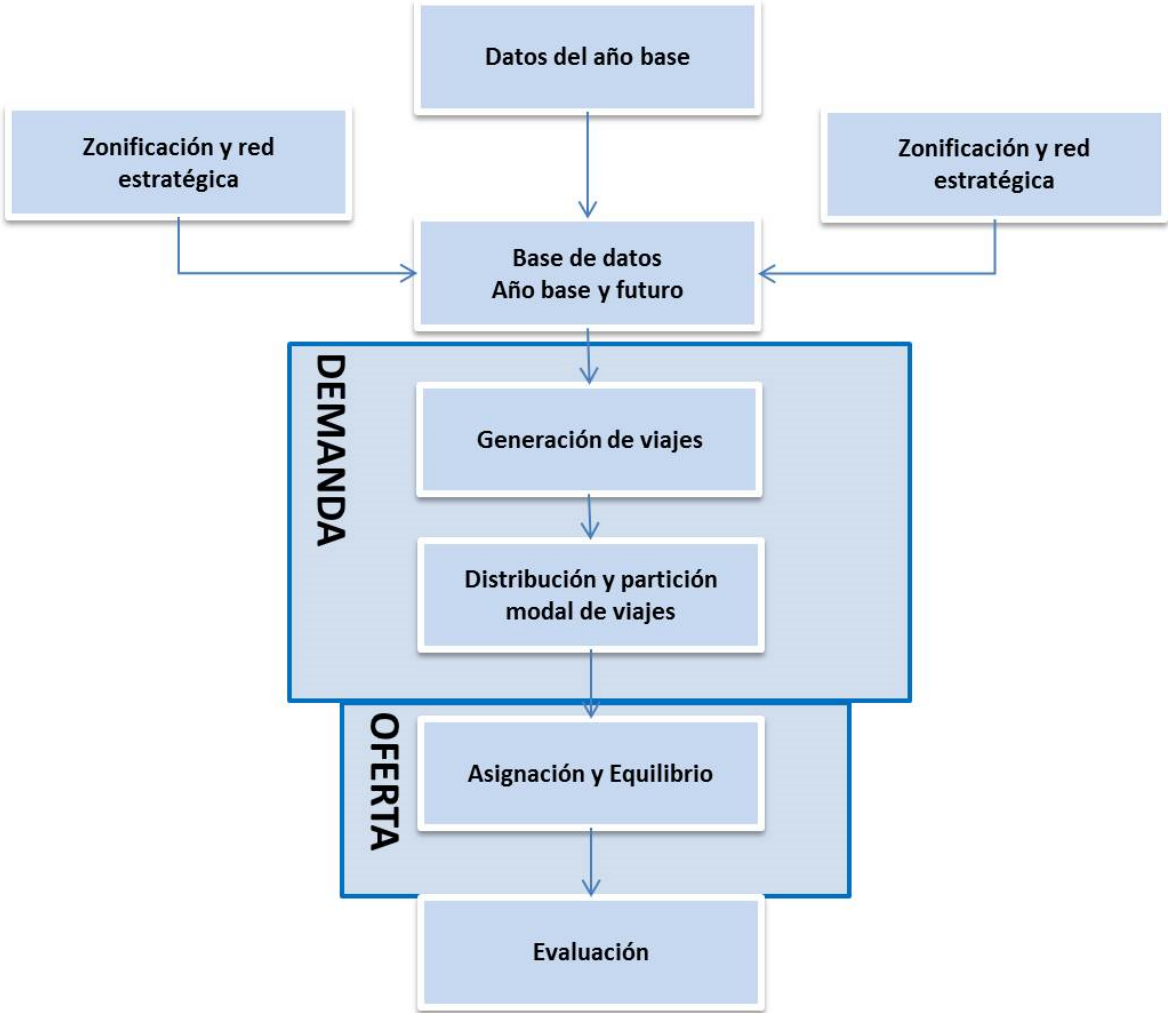 Datos del año base
Zonificación y red
estratégica
Zonificación y red
estratégica
Base de datos
Año base y futuro
DEMANDA
Generación de viajes
Distribución y partición
modal de viajes
OFERTA
Asignación y Equilibrio
Evaluación